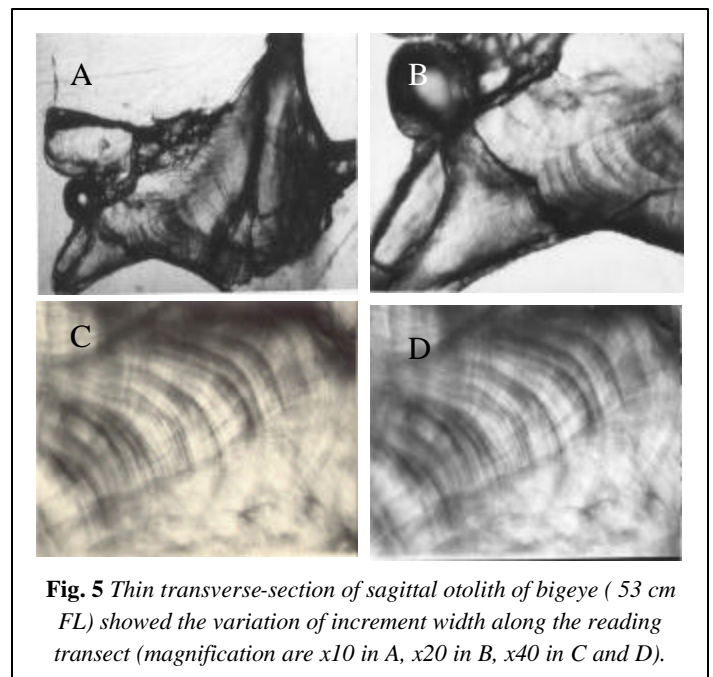 A
B
C
D
Fig. 5 Thin transverse-section of sagittal otolith of bigeye ( 53 cm
FL) showed the variation of increment width along the reading
transect (magnification are x10 in A, x20 in B, x40 in C and D).